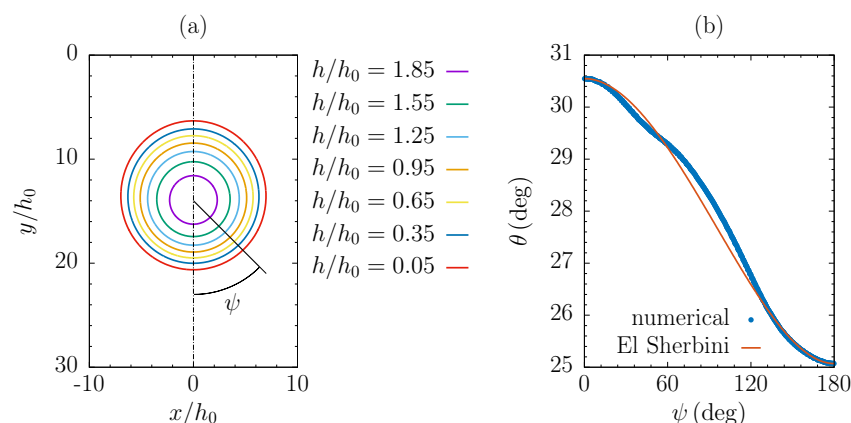 (a)
0
10
20
30
-10
0
10
y/h₀
x/h₀
ψ
h/h₀ = 1.85
h/h₀ = 1.55
h/h₀ = 1.25
h/h₀ = 0.95
h/h₀ = 0.65
h/h₀ = 0.35
h/h₀ = 0.05
(b)
31
30
29
28
27
26
25
0
60
120
180
θ (deg)
ψ (deg)
numerical
El Sherbini